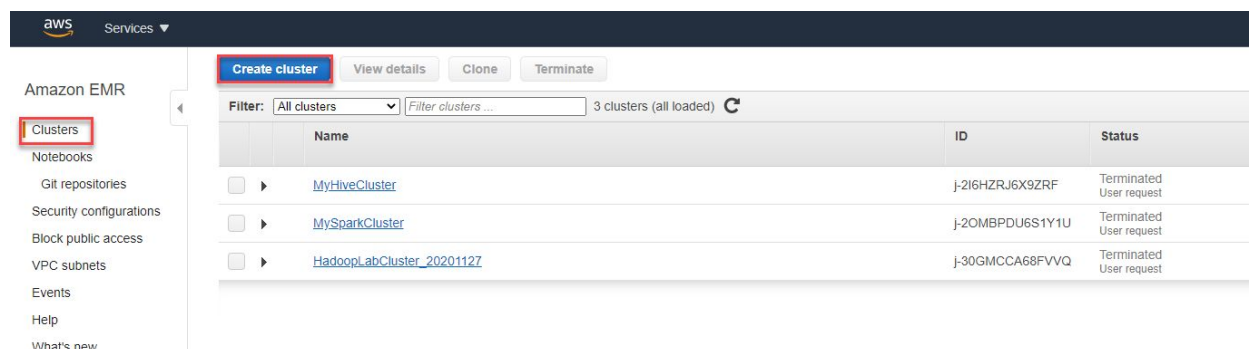 aws Services ▼
Create cluster View details Clone Terminate
Amazon EMR
Filter: All clusters Filter clusters ... 3 clusters (all loaded)
Clusters
Notebooks
Git repositories
Security configurations
Block public access
VPC subnets
Events
Help
What's new
Name ID Status
MyHiveCluster j-2I6HZRJ6X9ZRF Terminated
User request
MySparkCluster j-2OMBPDU6S1Y1U Terminated
User request
HadoopLabCluster_20201127 j-30GMCCA68FVVQ Terminated
User request